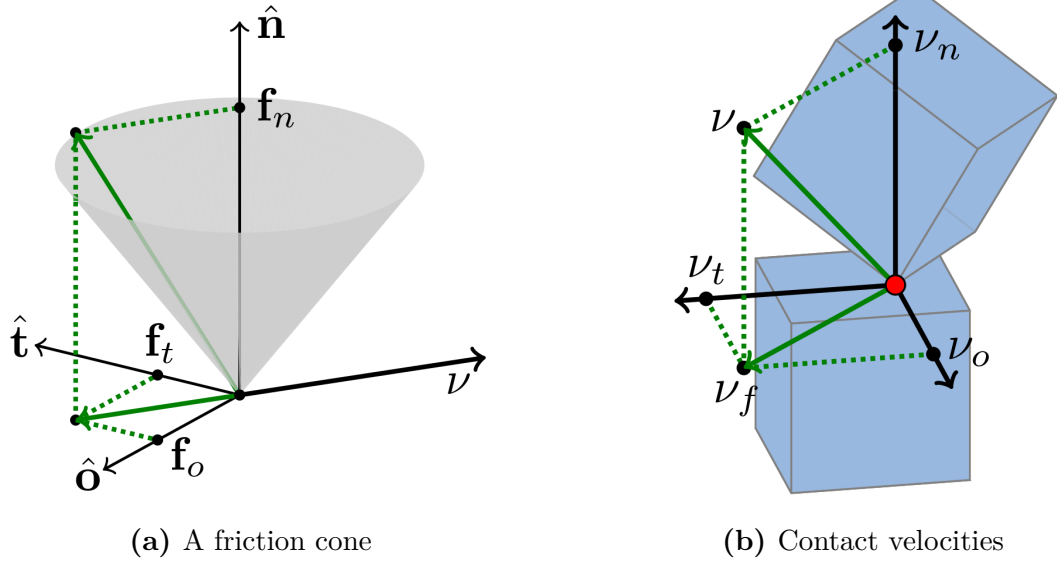 n̂
f_n
t̂
f_t
ν
f_o
ô
(a) A friction cone
ν_n
ν
ν_t
ν_o
ν_f
(b) Contact velocities